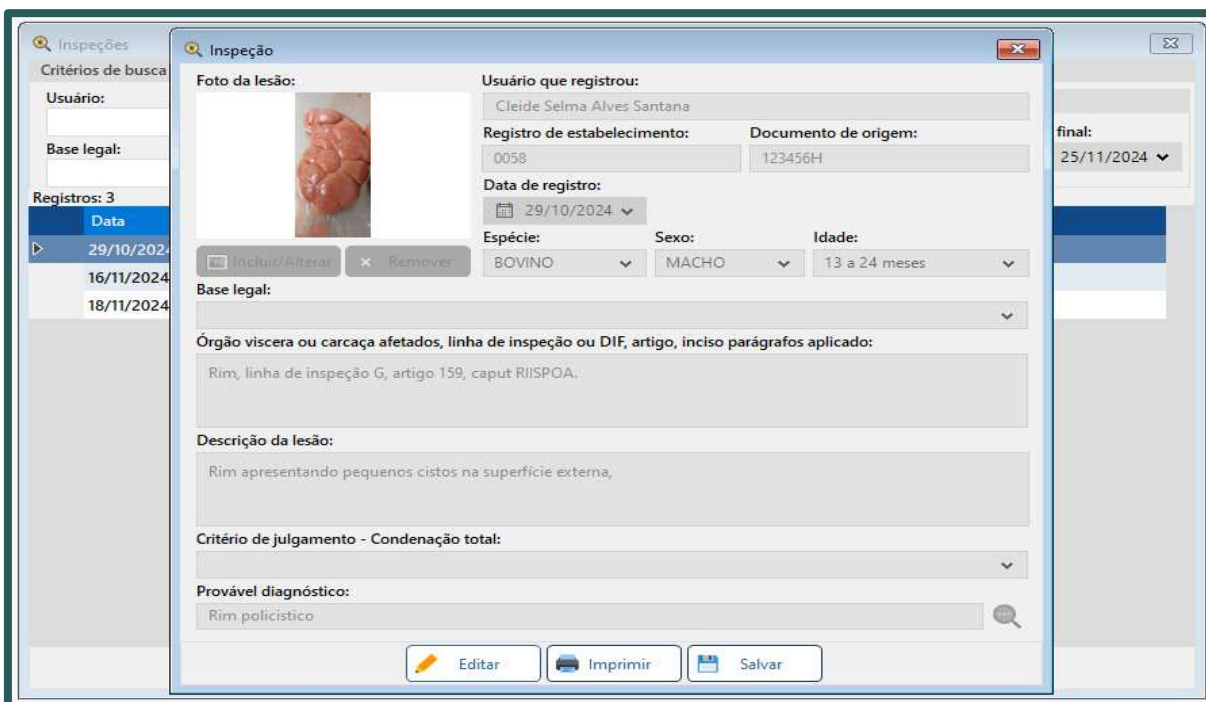 Inspeções
Inspeção
Critérios de busca
Foto da lesão:
Usuário que registrou:
Usuário:
Cleide Selma Alves Santana
Registro de estabelecimento:
Documento de origem:
final:
Base legal:
0058
123456H
25/11/2024
Data de registro:
Registros: 3
29/10/2024
Data
Espécie:
Sexo:
Idade:
29/10/2024
Incluir/Alterar
Remover
BOVINO
MACHO
13 a 24 meses
16/11/2024
Base legal:
18/11/2024
Órgão viscera ou carcaça afetados, linha de inspeção ou DIF, artigo, inciso parágrafos aplicado:
Rim, linha de inspeção G, artigo 159, caput RIISPOA.
Descrição da lesão:
Rim apresentando pequenos cistos na superfície externa,
Critério de julgamento - Condenação total:
Provável diagnóstico:
Rim policistico
Editar
Imprimir
Salvar